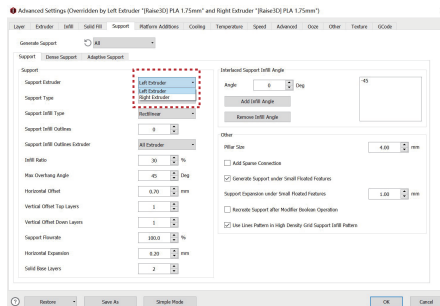 Advanced Settings (Overridden by Left Extruder "[Raise3D] PLA 1.75mm" and Right Extruder "[Raise3D] PLA 1.75mm")
Layer Extruder Infill Solid Fill Support Platform Additions Cooling Temperature Speed Advanced Ooze Other Texture GCode
Generate Support All
Support Dense Support Adaptive Support
Support
Support Extruder Left Extruder
Left Extruder
Right Extruder
Support Type
Support Infill Type Rectilinear
Support Infill Outlines 0
Support Infill Outlines Extruder All Extruder
Infill Ratio 30 %
Max Overhang Angle 45 Deg
Horizontal Offset 0.70 mm
Vertical Offset Top Layers 1
Vertical Offset Down Layers 1
Support Flowrate 100.0 %
Horizontal Expansion 0.20 mm
Solid Base Layers 2
Interlaced Support Infill Angle
Angle 0 Deg
-45
Add Infill Angle
Remove Infill Angle
Other
Pillar Size 4.00 mm
Add Sparse Connection
Generate Support under Small Floated Features
Support Expansion under Small Floated Features 1.00 mm
Recreate Support after Modifier Boolean Operation
Use Lines Pattern in High Density Grid Support Infill Pattern
? Restore Save As Simple Mode OK Cancel